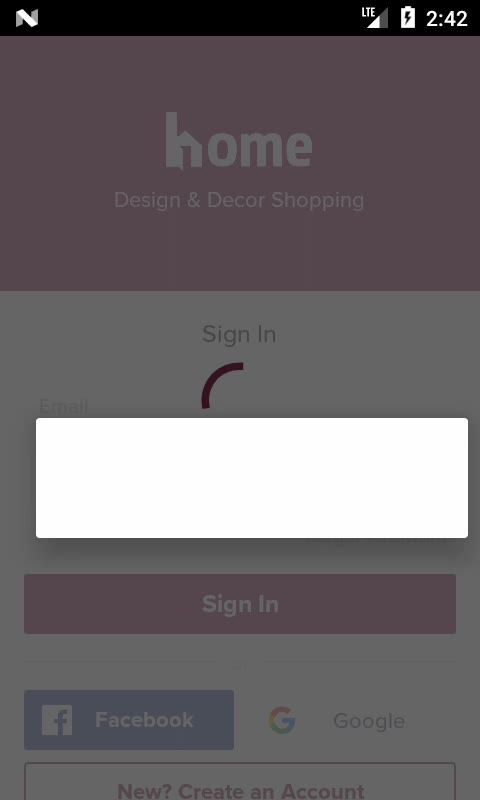 LTE 2:42
home
Design & Decor Shopping
Sign In
Email
Sign In
or
Facebook
Google
New? Create an Account